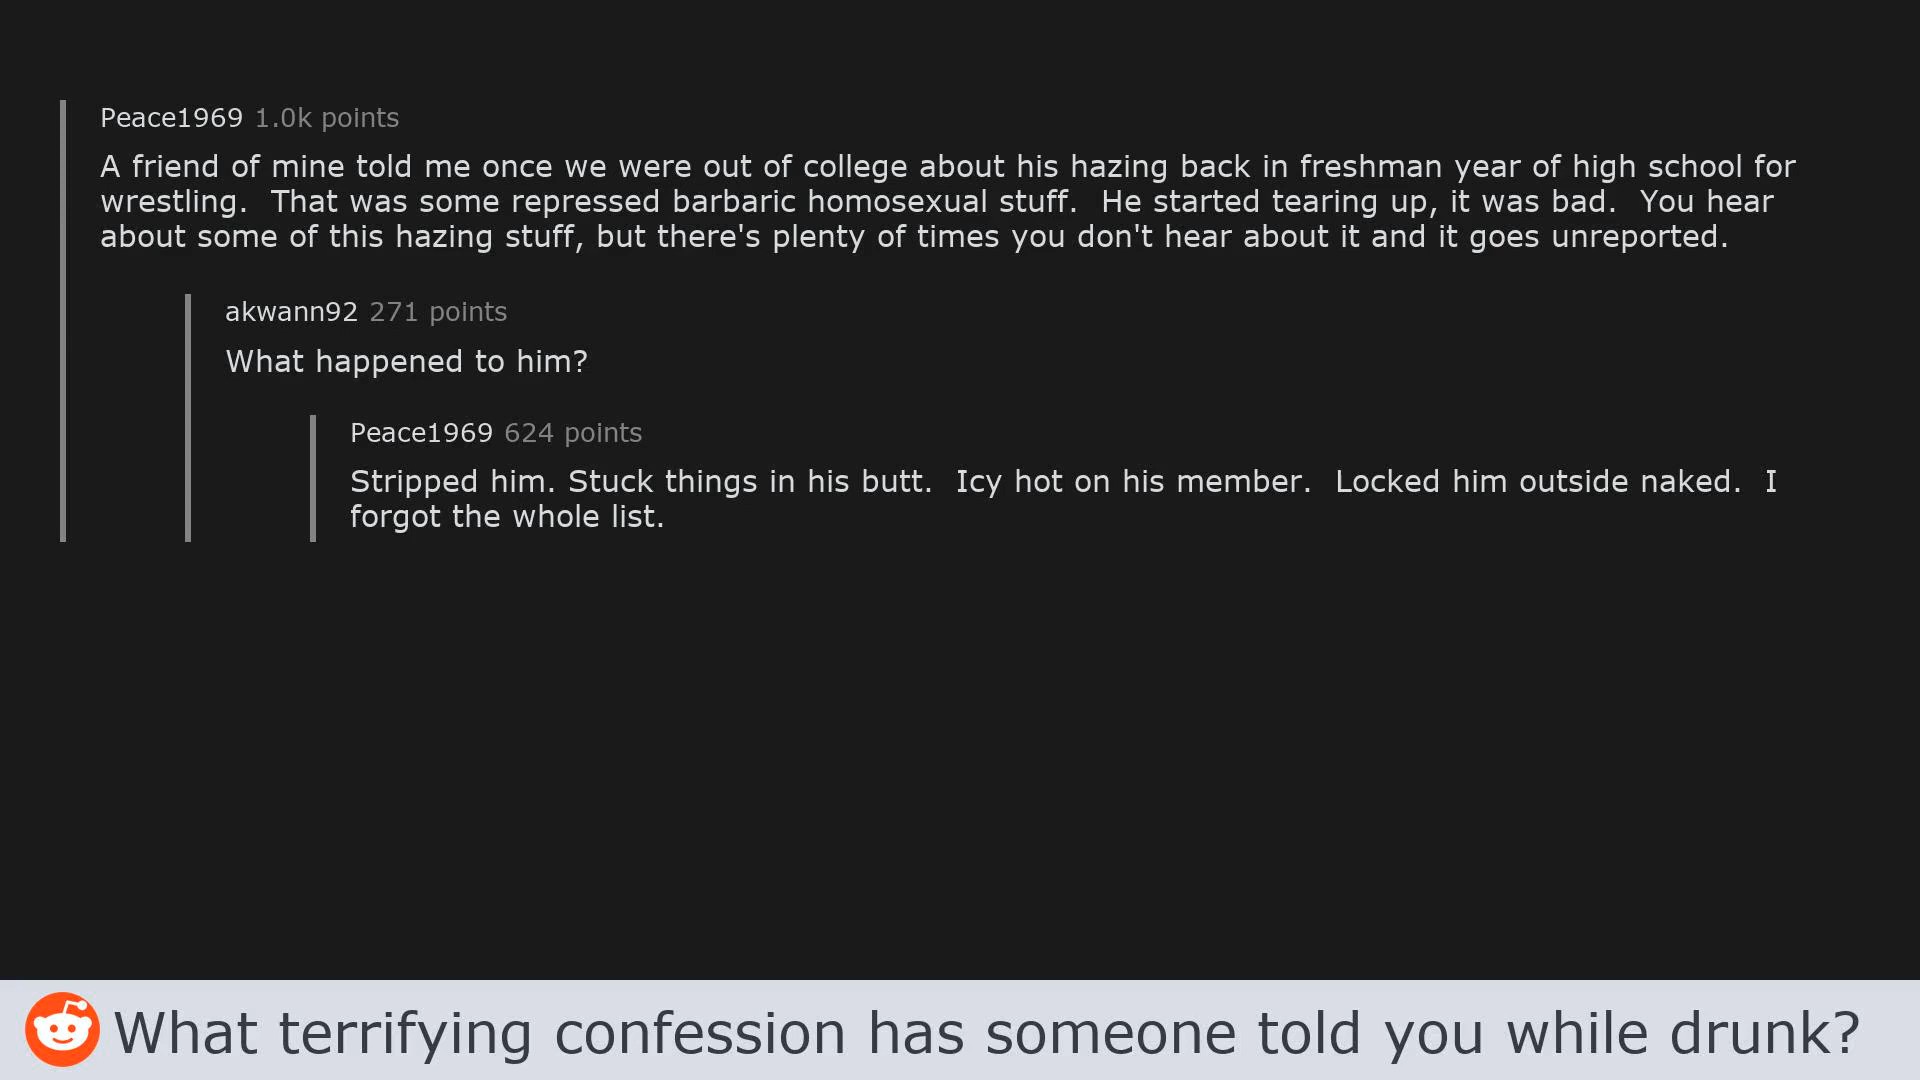 Peace1969 1.0k points
A friend of mine told me once we were out of college about his hazing back in freshman year of high school for
wrestling.  That was some repressed barbaric homosexual stuff.  He started tearing up, it was bad.  You hear
about some of this hazing stuff, but there's plenty of times you don't hear about it and it goes unreported.
akwann92 271 points
What happened to him?
Peace1969 624 points
Stripped him. Stuck things in his butt.  Icy hot on his member.  Locked him outside naked.  I
forgot the whole list.
What terrifying confession has someone told you while drunk?